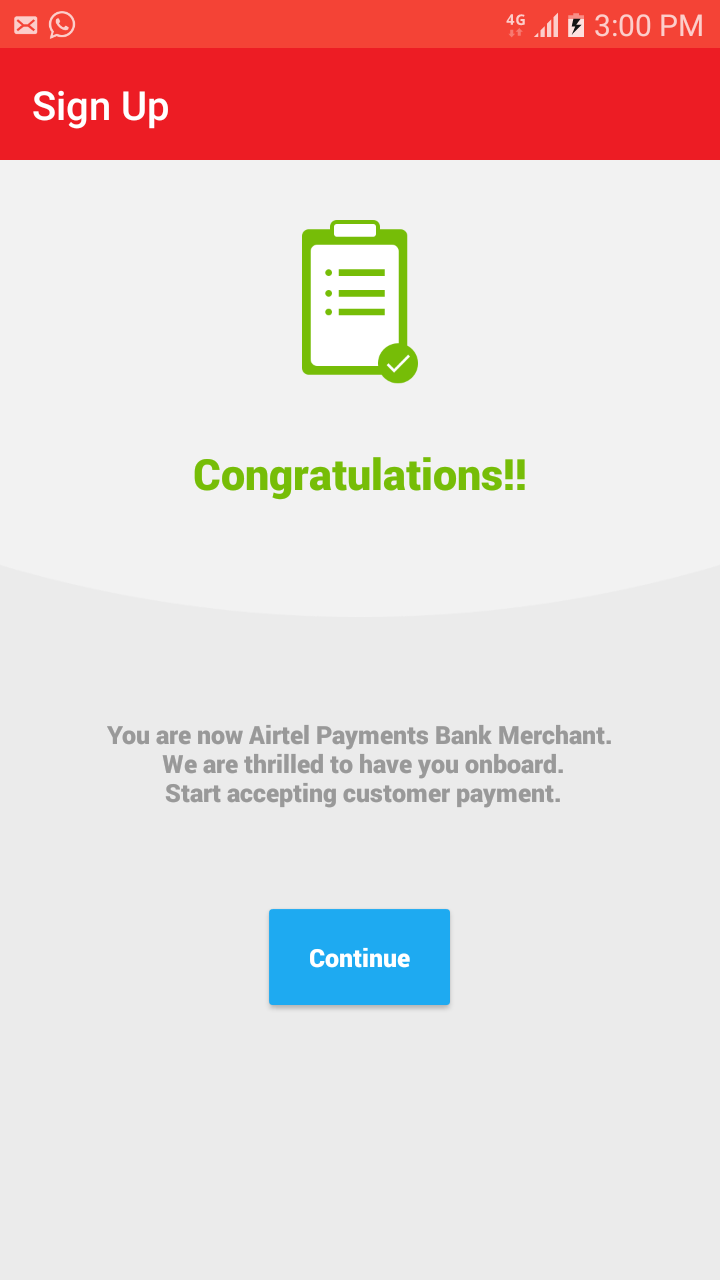 4G 3:00 PM
Sign Up
Congratulations!!
You are now Airtel Payments Bank Merchant.
We are thrilled to have you onboard.
Start accepting customer payment.
Continue